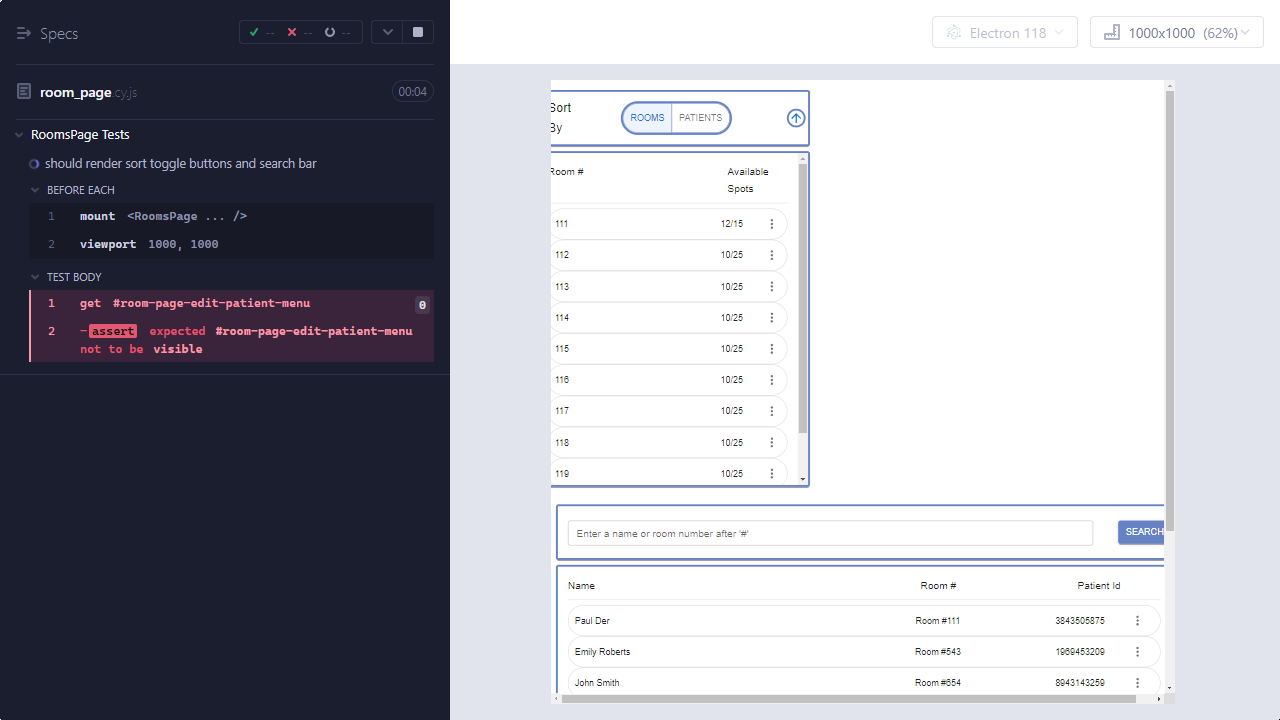 Specs
-- -- --
Electron 118
1000x1000 (62%)
room_page.cy.js
00:04
RoomsPage Tests
should render sort toggle buttons and search bar
BEFORE EACH
1 mount <RoomsPage ... />
2 viewport 1000, 1000
TEST BODY
1 get #room-page-edit-patient-menu 0
2 -assert expected #room-page-edit-patient-menu
not to be visible
Sort
By
ROOMS PATIENTS
Room # Available
Spots
111 12/15
112 10/25
113 10/25
114 10/25
115 10/25
116 10/25
117 10/25
118 10/25
119 10/25
Enter a name or room number after '#' SEARCH
Name Room # Patient Id
Paul Der Room #111 3843505875
Emily Roberts Room #543 1969453209
John Smith Room #654 8943143259